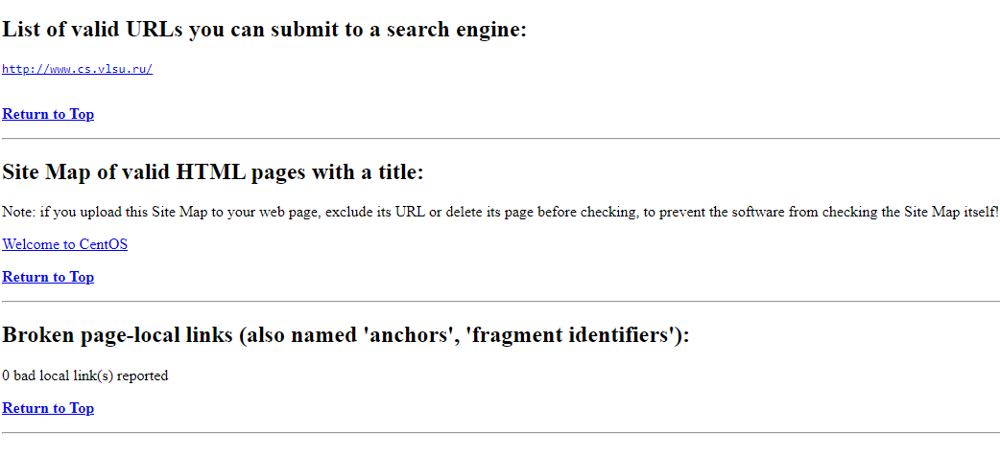 List of valid URLs you can submit to a search engine:
http://www.cs.vlsu.ru/
Return to Top
Site Map of valid HTML pages with a title:
Note: if you upload this Site Map to your web page, exclude its URL or delete its page before checking, to prevent the software from checking the Site Map itself!
Welcome to CentOS
Return to Top
Broken page-local links (also named 'anchors', 'fragment identifiers'):
0 bad local link(s) reported
Return to Top